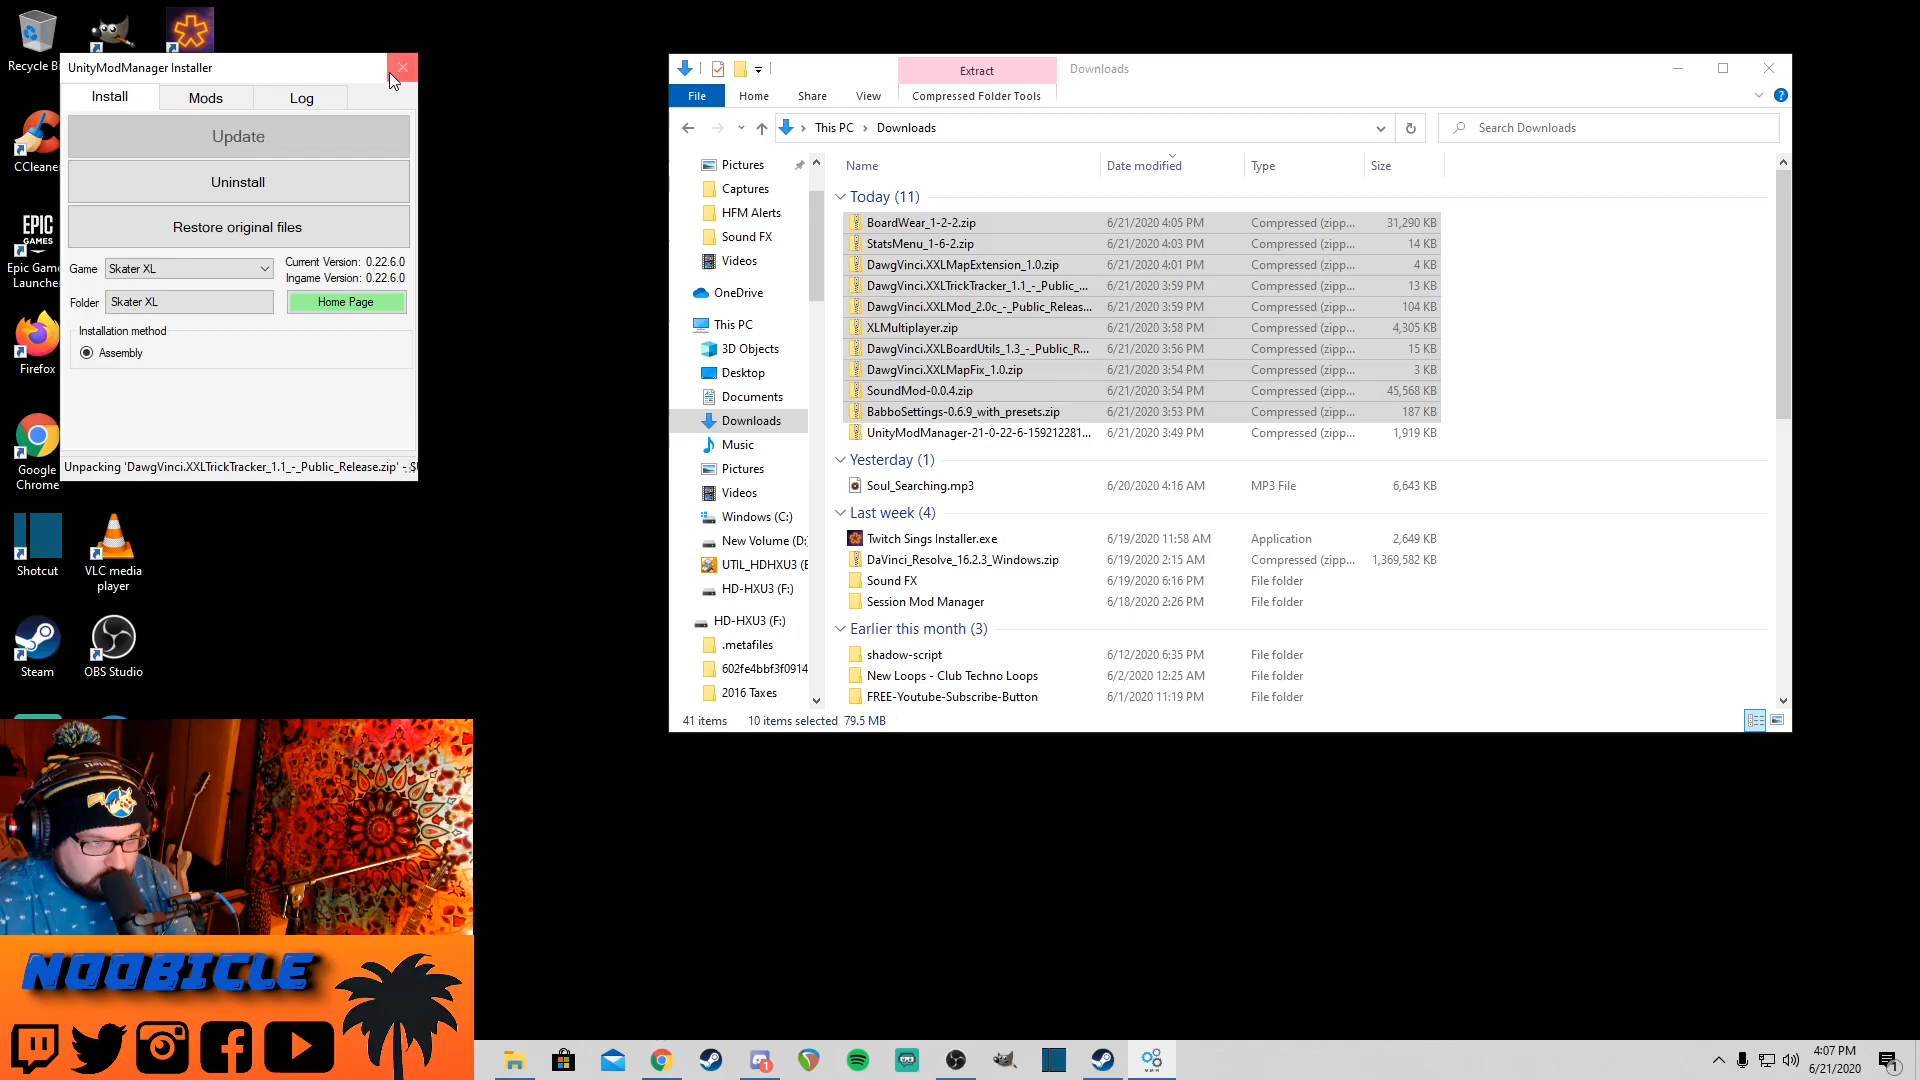 Recycle Bi
UnityModManager Installer
Install
Mods
Log
Update
Uninstall
Restore original files
Game
Skater XL
Current Version: 0.22.6.0
Ingame Version: 0.22.6.0
Folder
Skater XL
Home Page
Installation method
Assembly
Unpacking 'DawgVinci.XXLTrickTracker_1.1_-_Public_Release.zip' -
CCleane
EPIC
GAMES
Epic Game
Launche
Firefox
Google
Chrome
Shotcut
VLC media
player
Steam
OBS Studio
Extract
Downloads
File
Home
Share
View
Compressed Folder Tools
This PC
Downloads
Search Downloads
Pictures
Captures
HFM Alerts
Sound FX
Videos
OneDrive
This PC
3D Objects
Desktop
Documents
Downloads
Music
Pictures
Videos
Windows (C:)
New Volume (D:
UTIL_HDHXU3 (E
HD-HXU3 (F:)
HD-HXU3 (F:)
.metafiles
602fe4bbf3f0914
2016 Taxes
Name
Date modified
Type
Size
Today (11)
BoardWear_1-2-2.zip 6/21/2020 4:05 PM Compressed (zipp... 31,290 KB
StatsMenu_1-6-2.zip 6/21/2020 4:03 PM Compressed (zipp... 14 KB
DawgVinci.XXLMapExtension_1.0.zip 6/21/2020 4:01 PM Compressed (zipp... 4 KB
DawgVinci.XXLTrickTracker_1.1_-_Public_... 6/21/2020 3:59 PM Compressed (zipp... 13 KB
DawgVinci.XXLMod_2.0c_-_Public_Releas... 6/21/2020 3:59 PM Compressed (zipp... 104 KB
XLMultiplayer.zip 6/21/2020 3:58 PM Compressed (zipp... 4,305 KB
DawgVinci.XXLBoardUtils_1.3_-_Public_R... 6/21/2020 3:56 PM Compressed (zipp... 15 KB
DawgVinci.XXLMapFix_1.0.zip 6/21/2020 3:54 PM Compressed (zipp... 3 KB
SoundMod-0.0.4.zip 6/21/2020 3:54 PM Compressed (zipp... 45,568 KB
BabboSettings-0.6.9_with_presets.zip 6/21/2020 3:53 PM Compressed (zipp... 187 KB
UnityModManager-21-0-22-6-159212281... 6/21/2020 3:49 PM Compressed (zipp... 1,919 KB
Yesterday (1)
Soul_Searching.mp3 6/20/2020 4:16 AM MP3 File 6,643 KB
Last week (4)
Twitch Sings Installer.exe 6/19/2020 11:58 AM Application 2,649 KB
DaVinci_Resolve_16.2.3_Windows.zip 6/19/2020 2:15 AM Compressed (zipp... 1,369,582 KB
Sound FX 6/19/2020 6:16 PM File folder
Session Mod Manager 6/18/2020 2:26 PM File folder
Earlier this month (3)
shadow-script 6/12/2020 6:35 PM File folder
New Loops - Club Techno Loops 6/2/2020 12:25 AM File folder
FREE-Youtube-Subscribe-Button 6/1/2020 11:19 PM File folder
41 items 10 items selected 79.5 MB
NOOBICLE
4:07 PM
6/21/2020